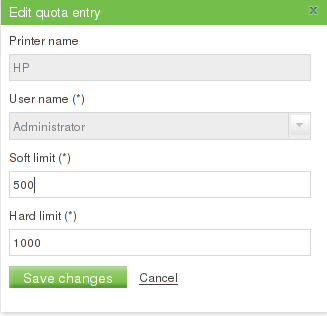 Edit quota entry x
Printer name
HP
User name (*)
Administrator
Soft limit (*)
500
Hard limit (*)
1000
Save changes Cancel